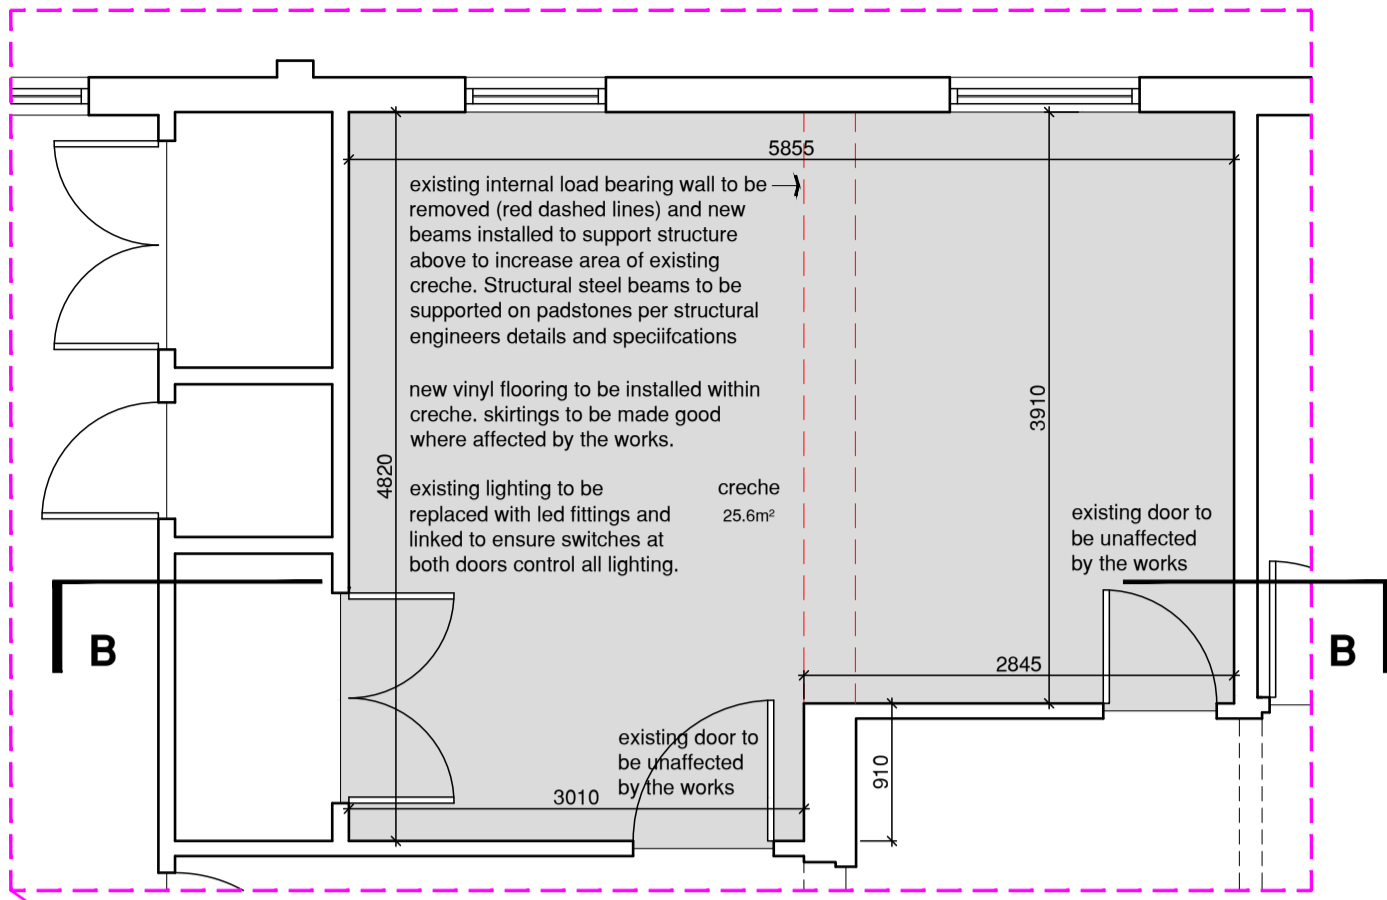 5855
existing internal load bearing wall to be
removed (red dashed lines) and new
beams installed to support structure
above to increase area of existing
creche. Structural steel beams to be
supported on padstones per structural
engineers details and speciifcations
new vinyl flooring to be installed within
creche. skirtings to be made good
where affected by the works.
3910
4820
existing lighting to be
replaced with led fittings and
linked to ensure switches at
both doors control all lighting.
creche
25.6m²
existing door to
be unaffected
by the works
B
B
2845
existing door to
be unaffected
by the works
910
3010